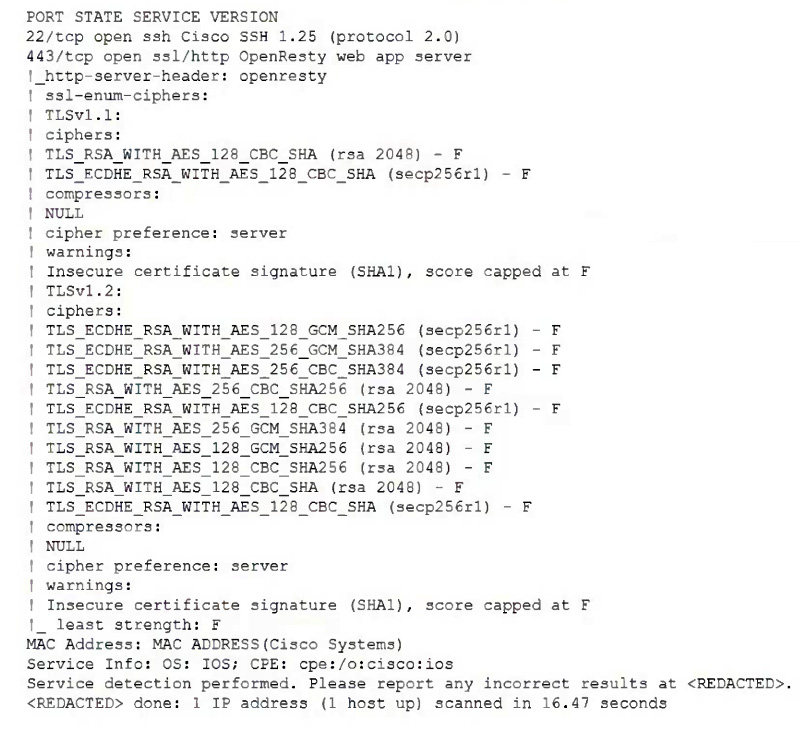 PORT STATE SERVICE VERSION
22/tcp open ssh Cisco SSH 1.25 (protocol 2.0)
443/tcp open ssl/http OpenResty web app server
|_http-server-header: openresty
| ssl-enum-ciphers:
| TLSv1.1:
| ciphers:
| TLS_RSA_WITH_AES_128_CBC_SHA (rsa 2048) - F
| TLS_ECDHE_RSA_WITH_AES_128_CBC_SHA (secp256r1) - F
| compressors:
| NULL
| cipher preference: server
| warnings:
| Insecure certificate signature (SHA1), score capped at F
| TLSv1.2:
| ciphers:
| TLS_ECDHE_RSA_WITH_AES_128_GCM_SHA256 (secp256r1) - F
| TLS_ECDHE_RSA_WITH_AES_256_GCM_SHA384 (secp256r1) - F
| TLS_ECDHE_RSA_WITH_AES_256_CBC_SHA384 (secp256r1) - F
| TLS_RSA_WITH_AES_256_CBC_SHA256 (rsa 2048) - F
| TLS_ECDHE_RSA_WITH_AES_128_CBC_SHA256 (secp256r1) - F
| TLS_RSA_WITH_AES_256_GCM_SHA384 (rsa 2048) - F
| TLS_RSA_WITH_AES_128_GCM_SHA256 (rsa 2048) - F
| TLS_RSA_WITH_AES_128_CBC_SHA256 (rsa 2048) - F
| TLS_RSA_WITH_AES_128_CBC_SHA (rsa 2048) - F
| TLS_ECDHE_RSA_WITH_AES_128_CBC_SHA (secp256r1) - F
| compressors:
| NULL
| cipher preference: server
| warnings:
| Insecure certificate signature (SHA1), score capped at F
|_ least strength: F
MAC Address: MAC ADDRESS(Cisco Systems)
Service Info: OS: IOS; CPE: cpe:/o:cisco:ios
Service detection performed. Please report any incorrect results at <REDACTED>.
<REDACTED> done: 1 IP address (1 host up) scanned in 16.47 seconds